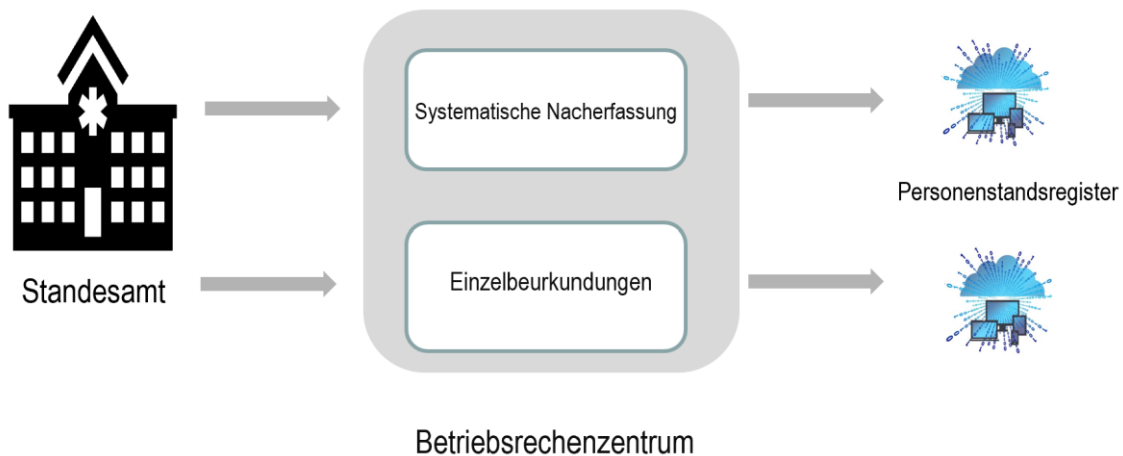 Systematische Nacherfassung
Personenstandsregister
Standesamt
Einzelbeurkundungen
Betriebsrechenzentrum